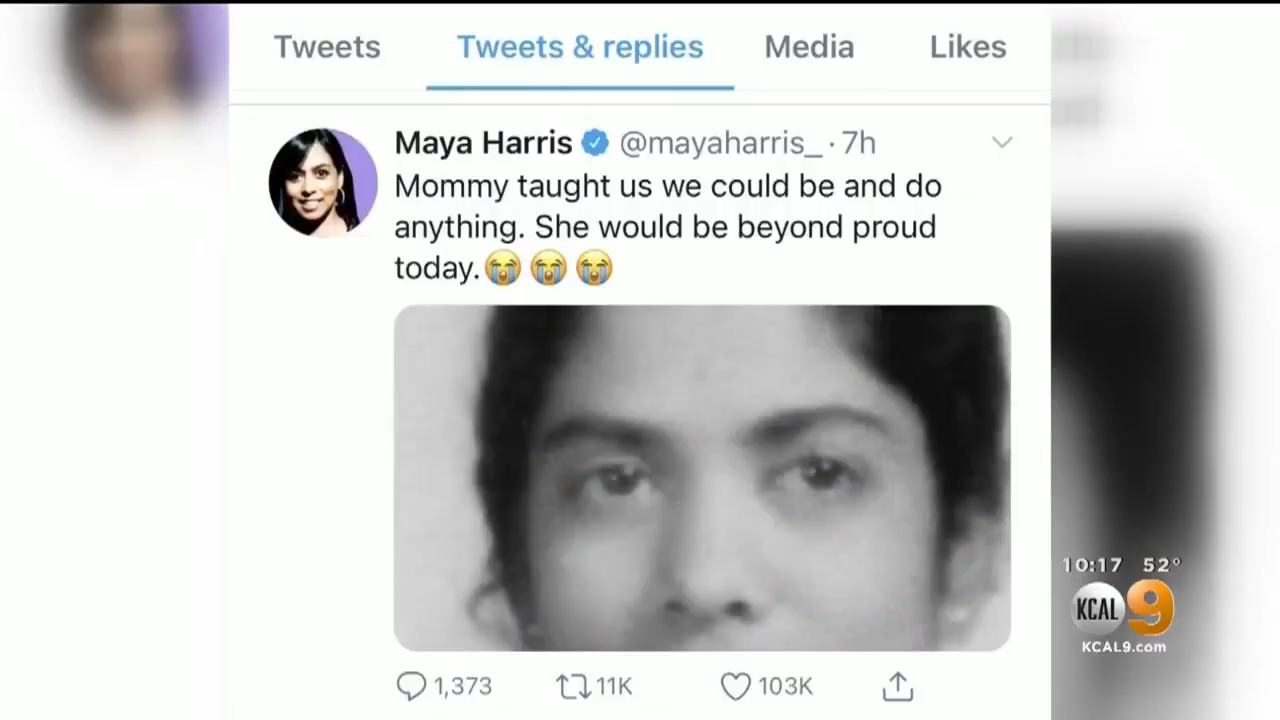 Tweets Tweets & replies Media Likes
Maya Harris @mayaharris_ · 7h
Mommy taught us we could be and do
anything. She would be beyond proud
today.😭😭😭
1,373 11K 103K
10:17 52°
KCAL 9
KCAL9.com